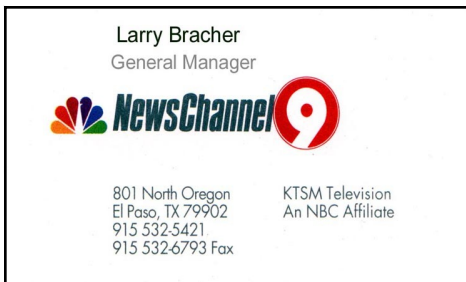 Larry Bracher
General Manager
NewsChannel 9
801 North Oregon
El Paso, TX 79902
915 532-5421
915 532-6793 Fax
KTSM Television
An NBC Affiliate